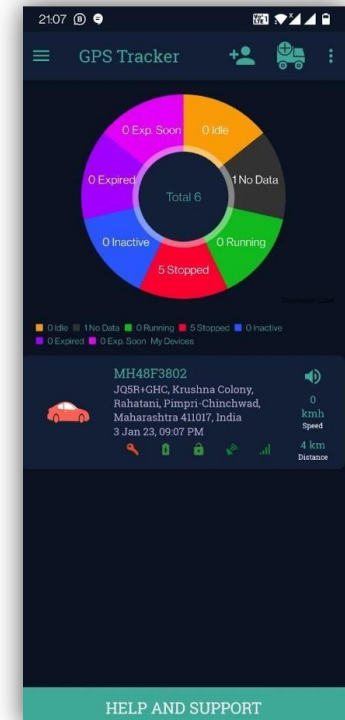 21:07
GPS Tracker
0 Exp. Soon
0 Idle
0 Expired
1 No Data
Total 6
0 Inactive
0 Running
5 Stopped
0 Idle 1 No Data 0 Running 5 Stopped 0 Inactive
0 Expired 0 Exp. Soon My Devices
MH48F3802
JQ5R+GHC, Krushna Colony,
Rahatani, Pimpri-Chinchwad,
Maharashtra 411017, India
3 Jan 23, 09:07 PM
0
kmh
Speed
4 km
Distance
HELP AND SUPPORT